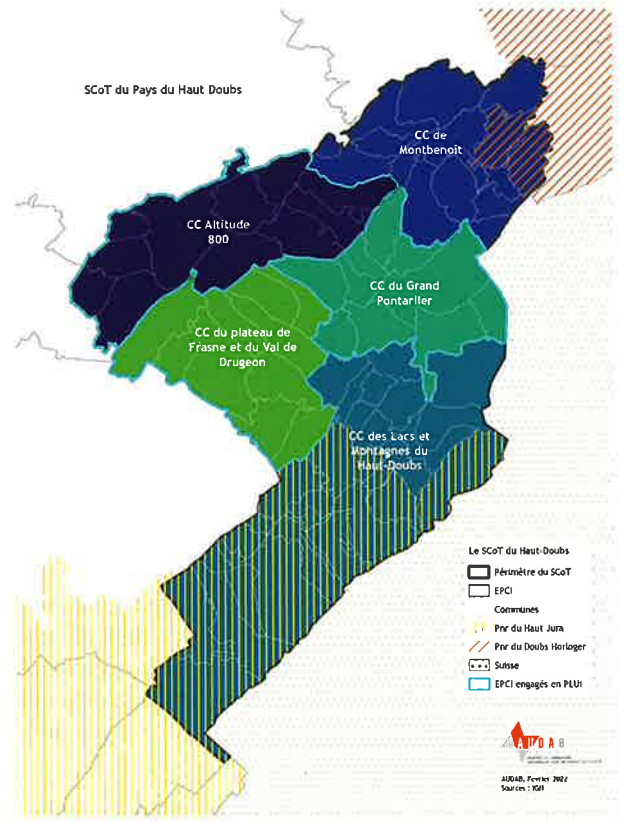 SCoT du Pays du Haut Doubs
CC de
Montbenoit
CC Altitude
800
CC du Grand
Pontarlier
CC du plateau de
Frasne et du Val de
Drugeon
CC des Lacs et
Montagnes du
Haut-Doubs
Le SCoT du Haut-Doubs
Périmètre du SCoT
EPCI
Communes
Pnr du Haut Jura
Pnr du Doubs Horloger
Suisse
EPCI engagés en PLUi
AUDAB
AUDAB, Février 2022
Sources : IGN